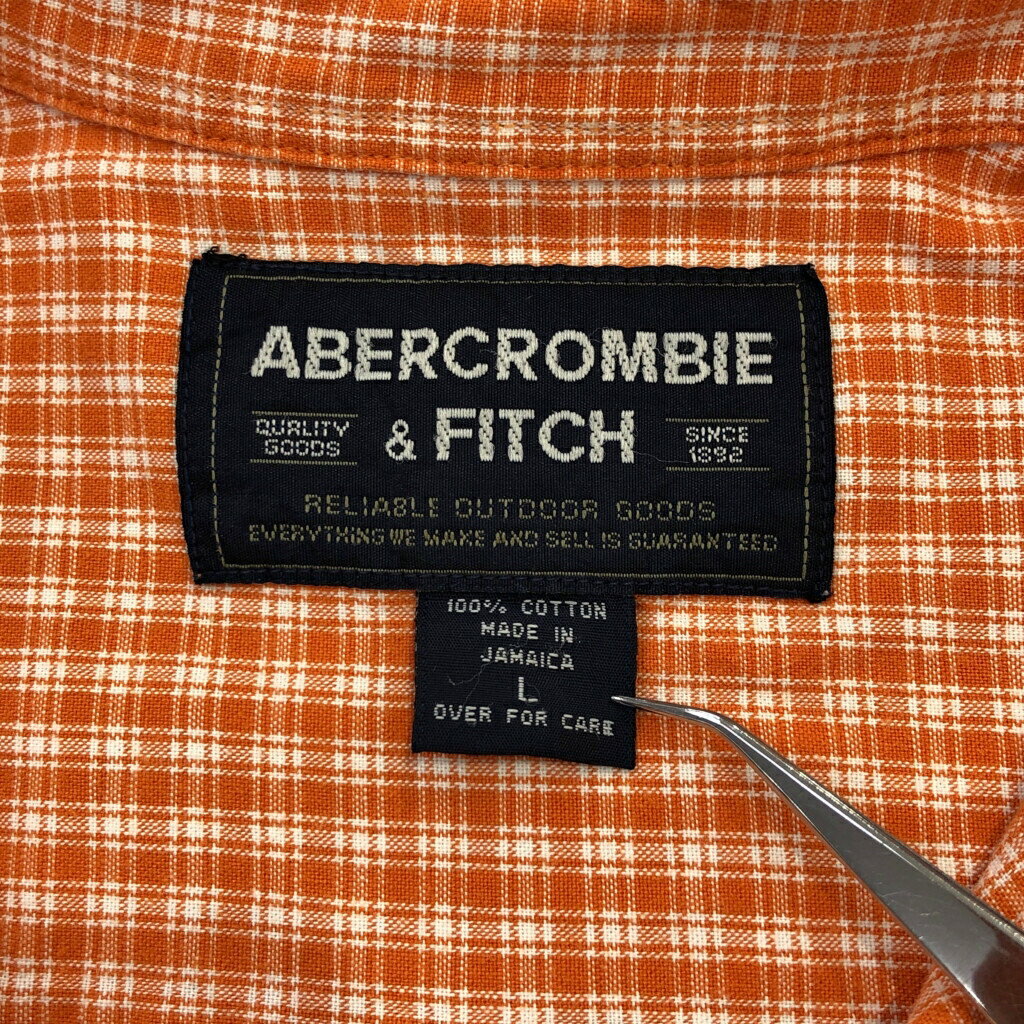 ABERCROMBIE
QUALITY GOODS & FITCH SINCE 1892
RELIABLE OUTDOOR GOODS
EVERYTHING WE MAKE AND SELL IS GUARANTEED
100% COTTON
MADE IN
JAMAICA
L
OVER FOR CARE